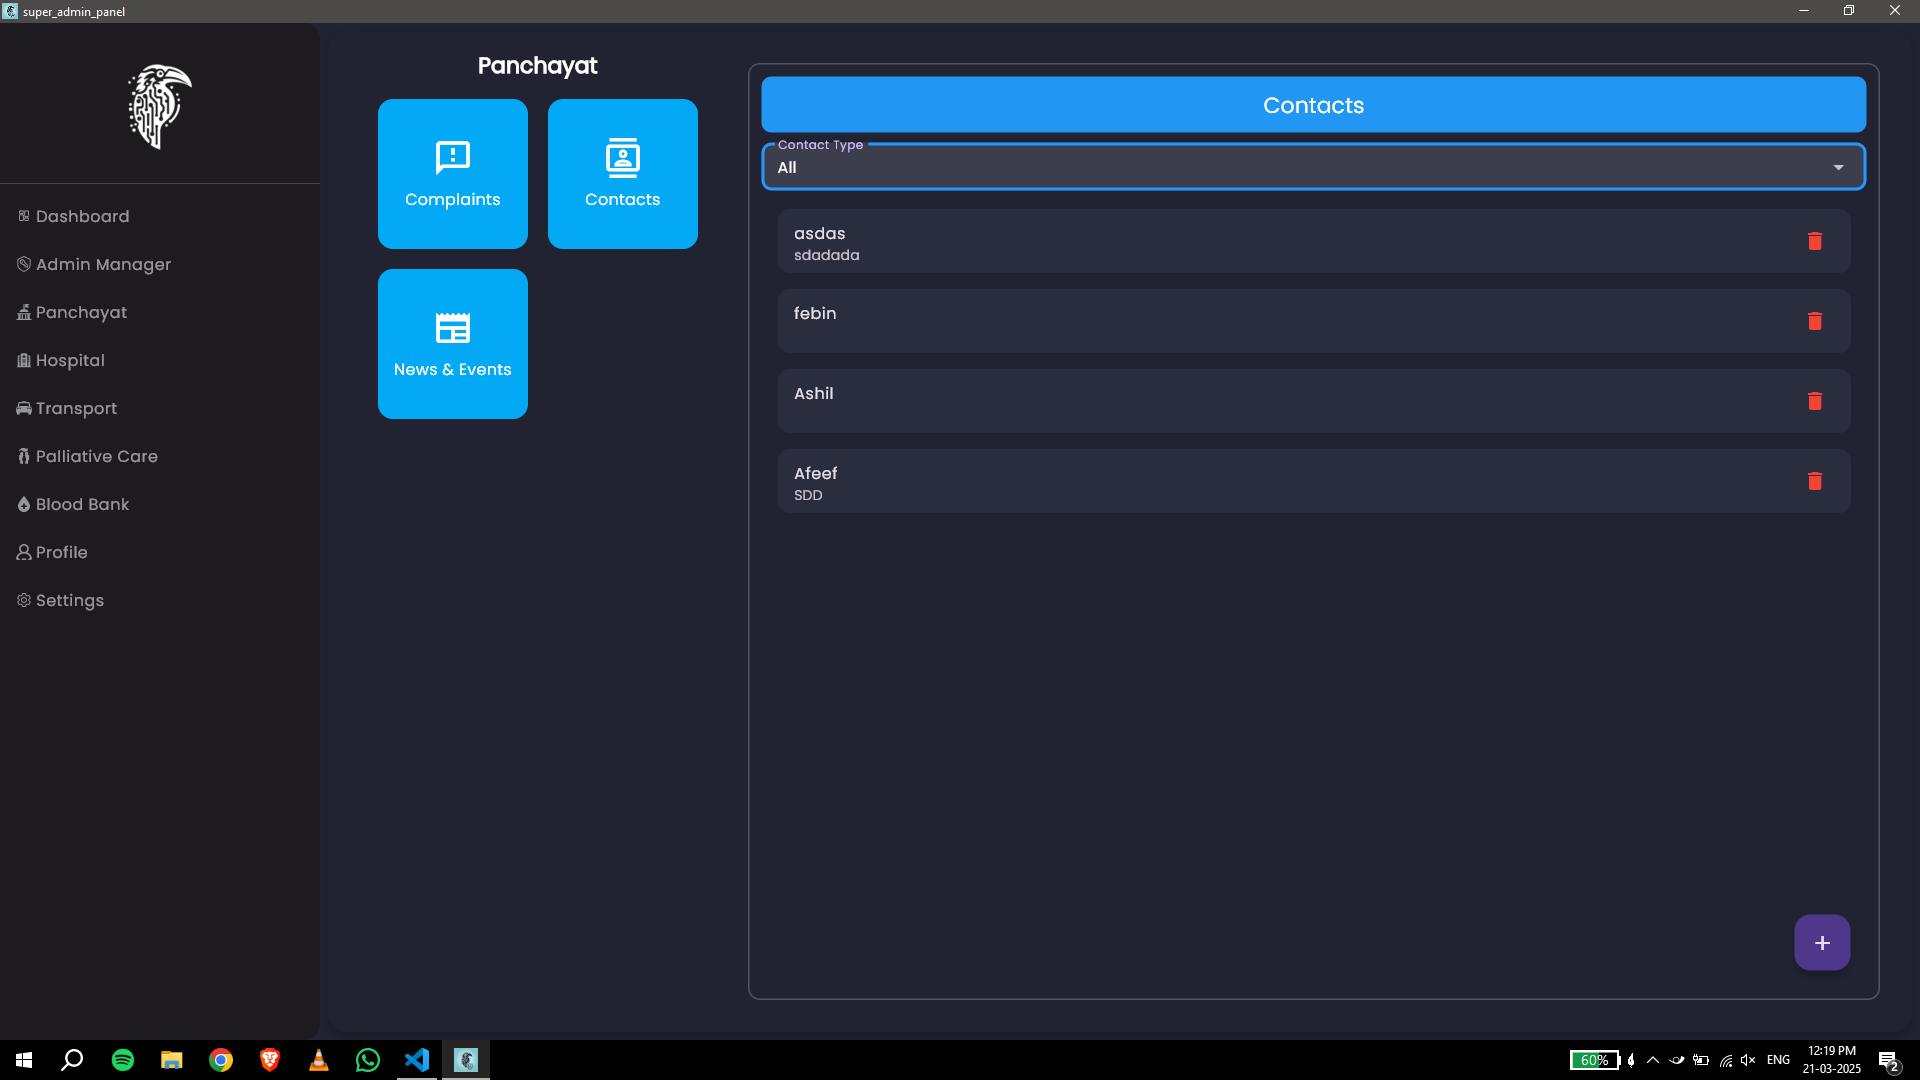 super_admin_panel
Dashboard
Admin Manager
Panchayat
Hospital
Transport
Palliative Care
Blood Bank
Profile
Settings
Panchayat
Complaints
Contacts
News & Events
Contacts
Contact Type
All
asdas
sdadada
febin
Ashil
Afeef
SDD
+
60%
ENG
12:19 PM
21-03-2025
2